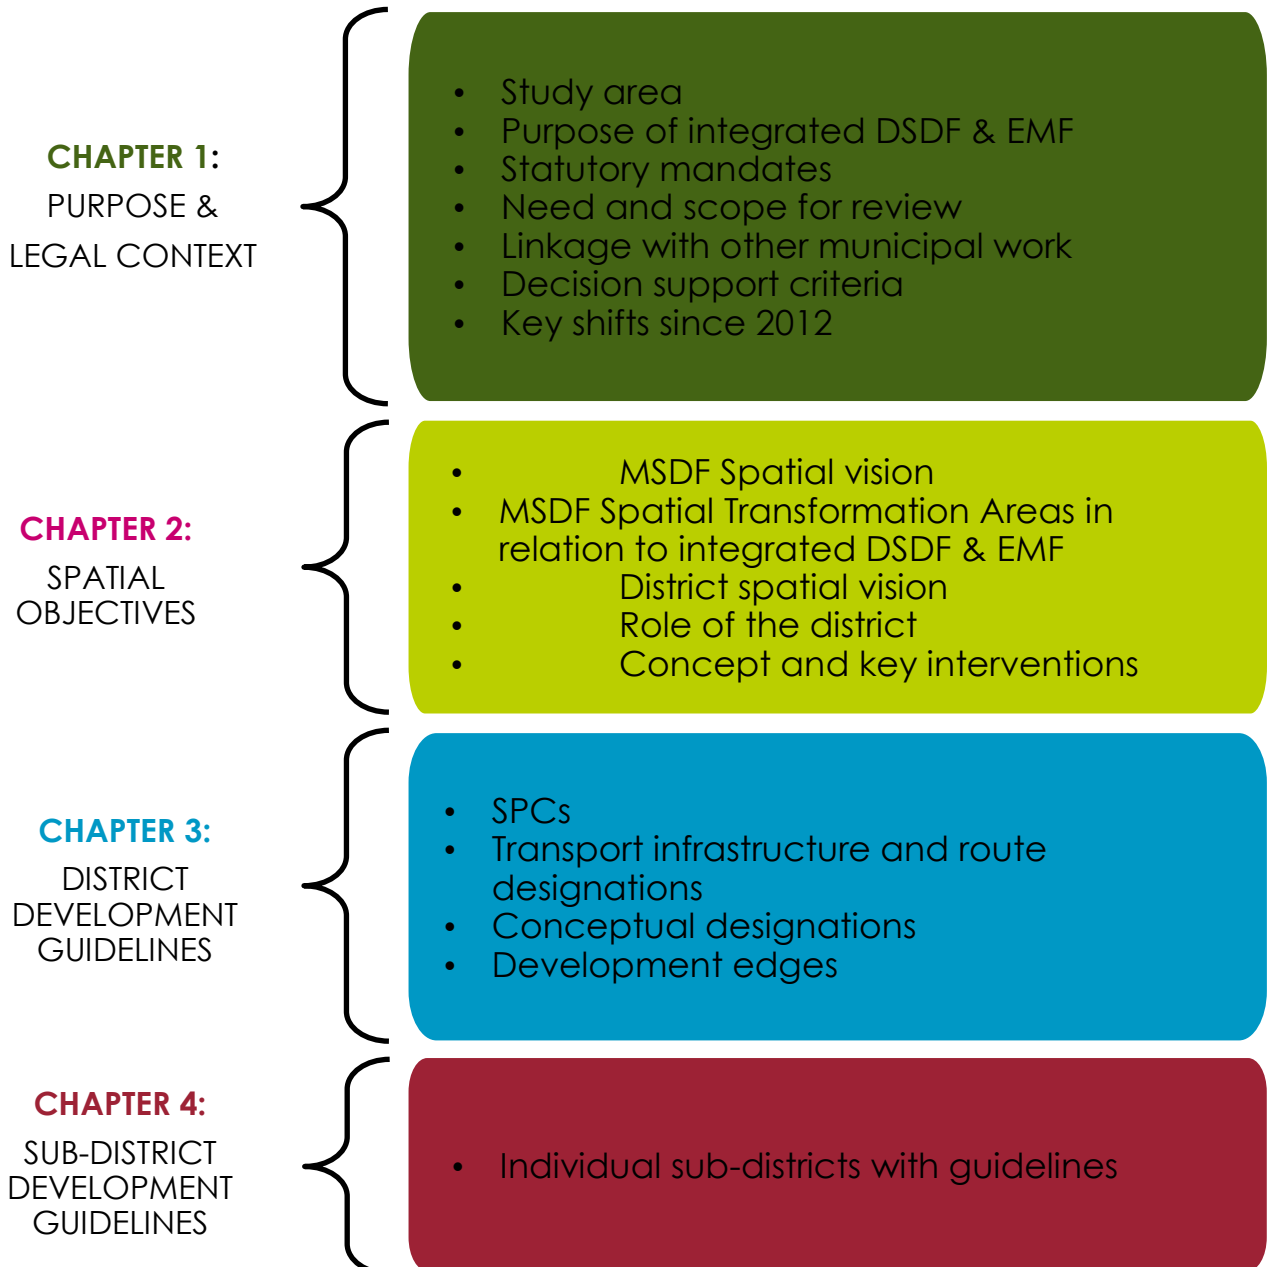 CHAPTER 1:
PURPOSE &
LEGAL CONTEXT
• Study area
• Purpose of integrated DSDF & EMF
• Statutory mandates
• Need and scope for review
• Linkage with other municipal work
• Decision support criteria
• Key shifts since 2012
CHAPTER 2:
SPATIAL
OBJECTIVES
• MSDF Spatial vision
• MSDF Spatial Transformation Areas in
relation to integrated DSDF & EMF
• District spatial vision
• Role of the district
• Concept and key interventions
CHAPTER 3:
DISTRICT
DEVELOPMENT
GUIDELINES
• SPCs
• Transport infrastructure and route
designations
• Conceptual designations
• Development edges
CHAPTER 4:
SUB-DISTRICT
DEVELOPMENT
GUIDELINES
• Individual sub-districts with guidelines